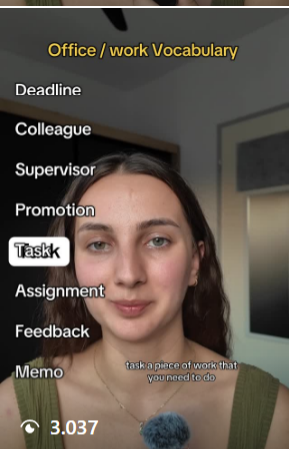 Office / work Vocabulary
Deadline
Colleague
Supervisor
Promotion
Task
Assignment
Feedback
Memo
task a piece of work that
you need to do
3.037